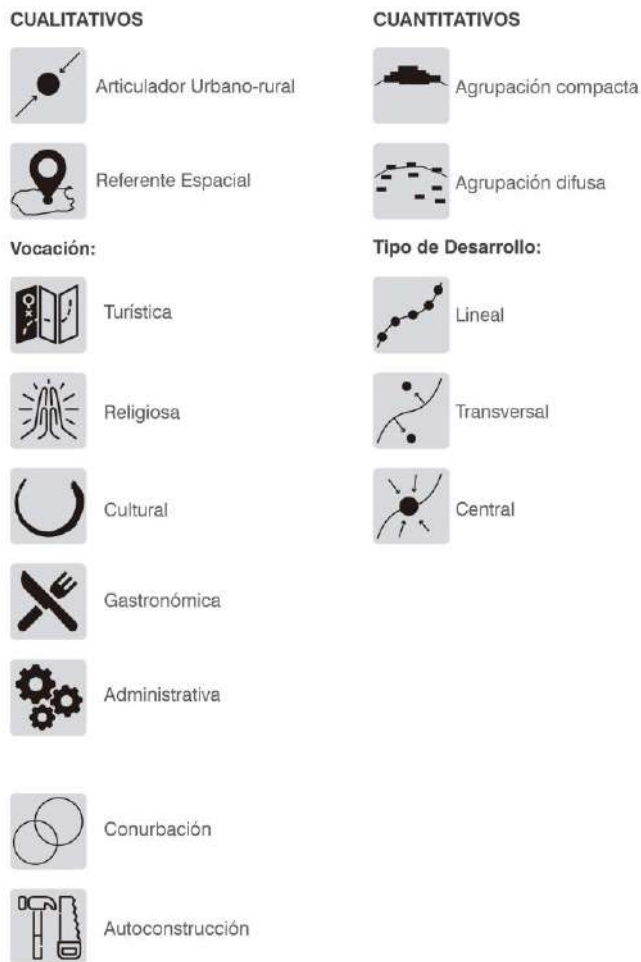 CUALITATIVOS
Articulador Urbano-rural
Referente Espacial
Vocación:
Turística
Religiosa
Cultural
Gastronómica
Administrativa
Conurbación
Autoconstrucción
CUANTITATIVOS
Agrupación compacta
Agrupación difusa
Tipo de Desarrollo:
Lineal
Transversal
Central